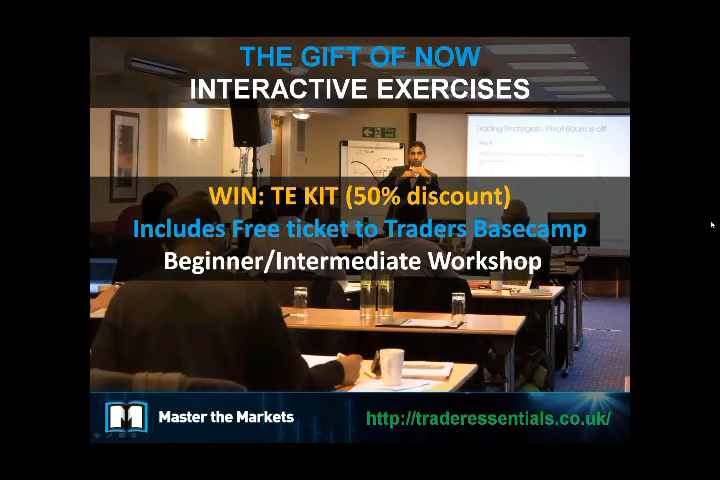 THE GIFT OF NOW
INTERACTIVE EXERCISES
Trading Strategies – Pivot Bounce off
WIN: TE KIT (50% discount)
Includes Free ticket to Traders Basecamp
Beginner/Intermediate Workshop
Master the Markets
http://traderessentials.co.uk/